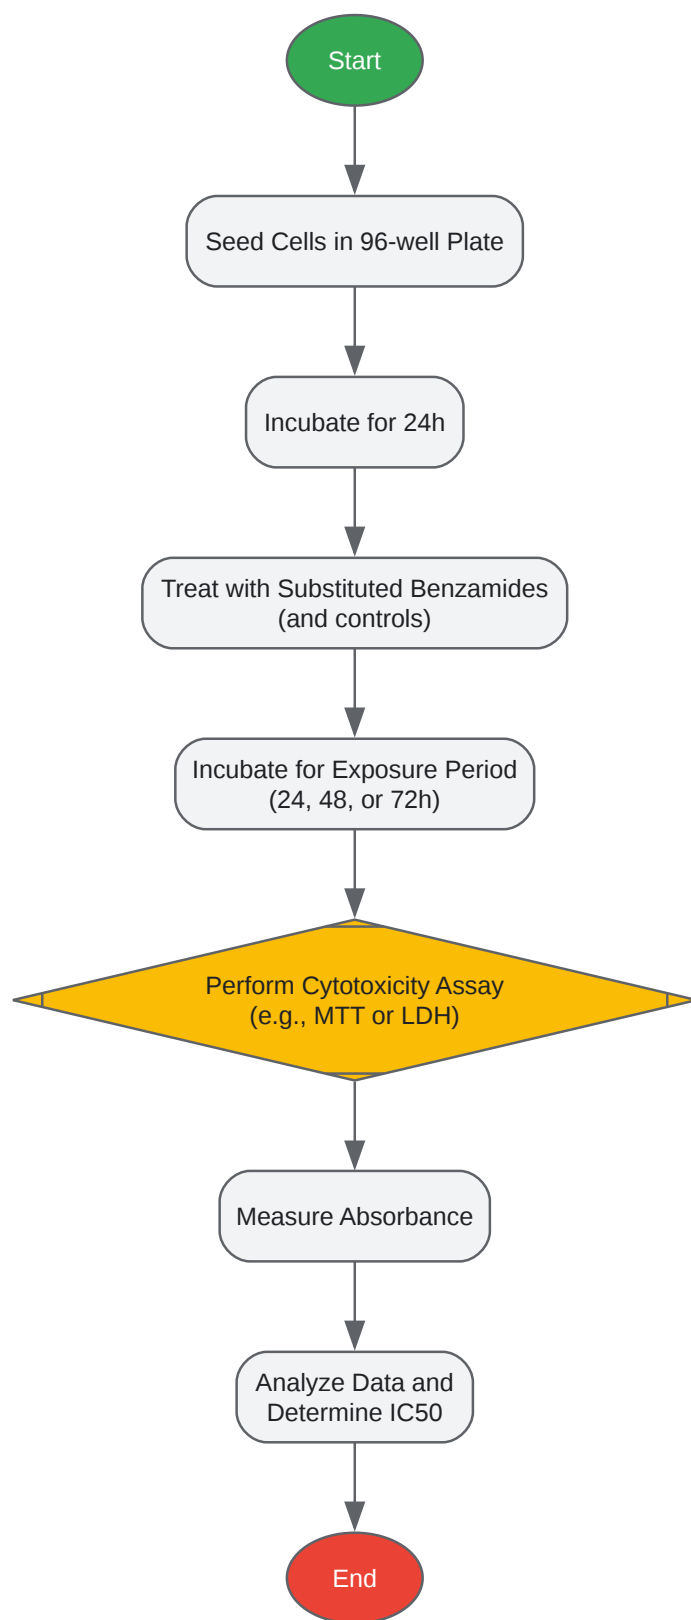 Start
Seed Cells in 96-well Plate
Incubate for 24h
Treat with Substituted Benzamides
(and controls)
Incubate for Exposure Period
(24, 48, or 72h)
Perform Cytotoxicity Assay
(e.g., MTT or LDH)
Measure Absorbance
Analyze Data and
Determine IC50
End